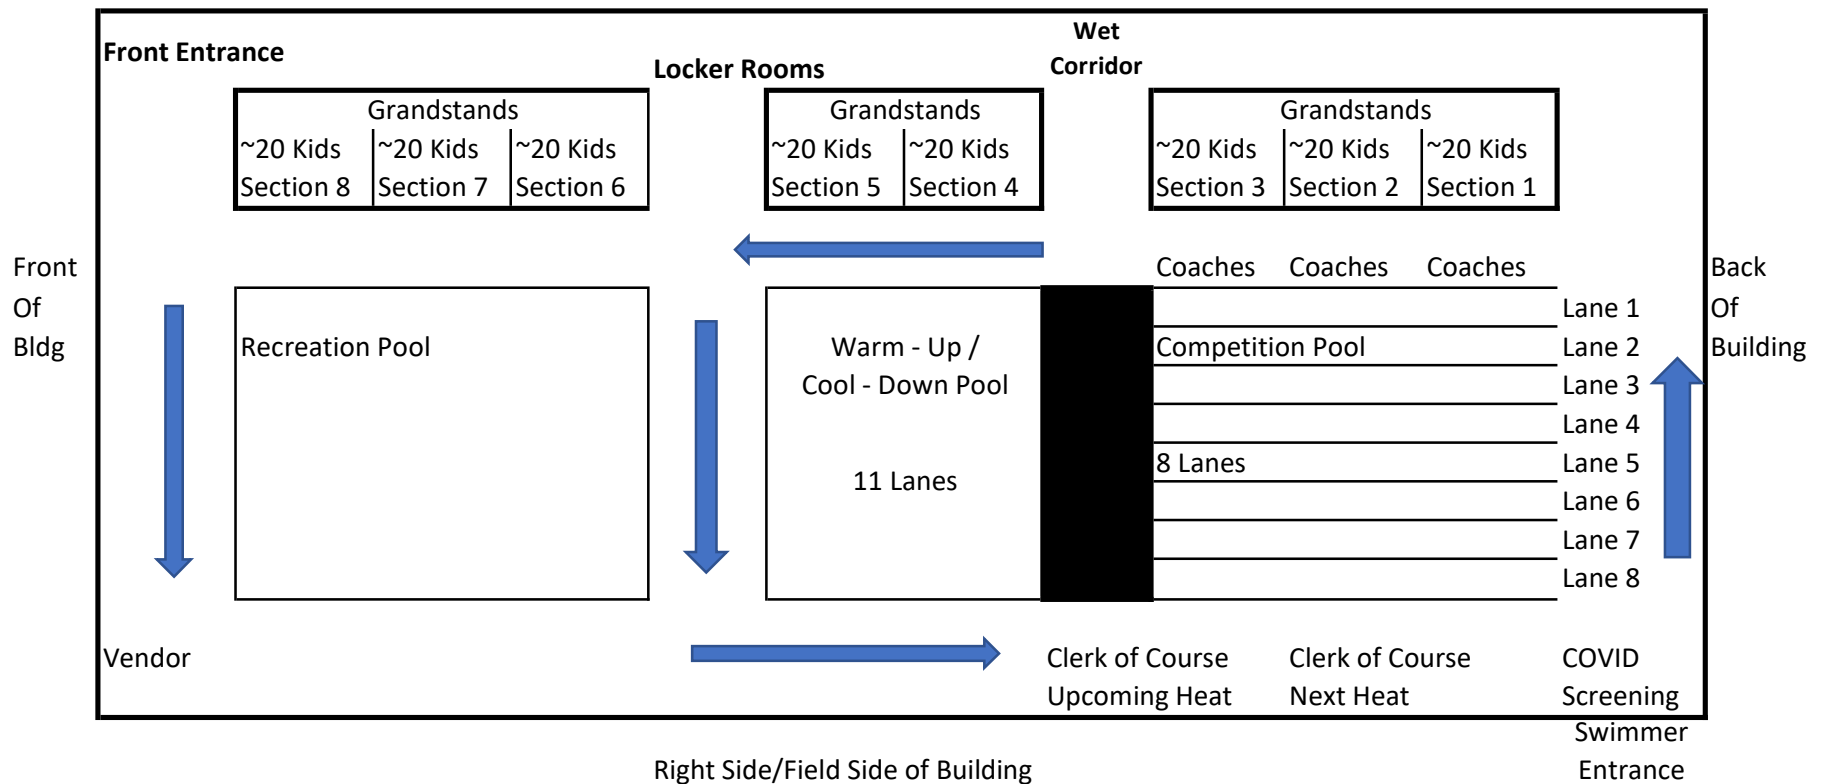 Wet
Front Entrance
Locker Rooms
Corridor
Grandstands Grandstands Grandstands
~20 Kids ~20 Kids ~20 Kids ~20 Kids ~20 Kids ~20 Kids ~20 Kids ~20 Kids
Section 8 Section 7 Section 6 Section 5 Section 4 Section 3 Section 2 Section 1
Front Coaches Coaches Coaches Back
Of Lane 1 Of
Bldg Recreation Pool Warm - Up / Competition Pool Lane 2 Building
Cool - Down Pool Lane 3
Lane 4
11 Lanes 8 Lanes Lane 5
Lane 6
Lane 7
Lane 8
Vendor Clerk of Course Clerk of Course COVID
Upcoming Heat Next Heat Screening
Swimmer
Right Side/Field Side of Building Entrance